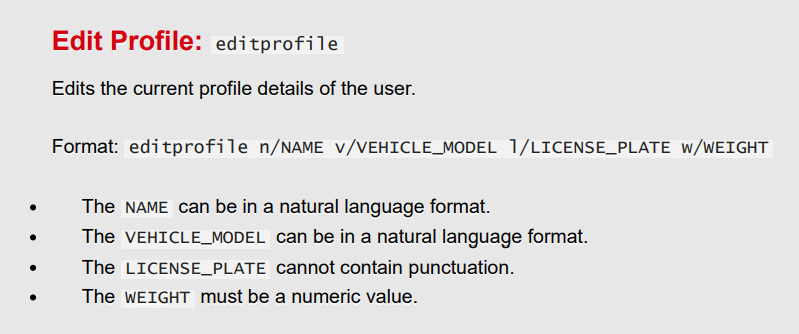 Edit Profile: editprofile
Edits the current profile details of the user.
Format: editprofile n/NAME v/VEHICLE_MODEL l/LICENSE_PLATE w/WEIGHT
• The NAME can be in a natural language format.
• The VEHICLE_MODEL can be in a natural language format.
• The LICENSE_PLATE cannot contain punctuation.
• The WEIGHT must be a numeric value.